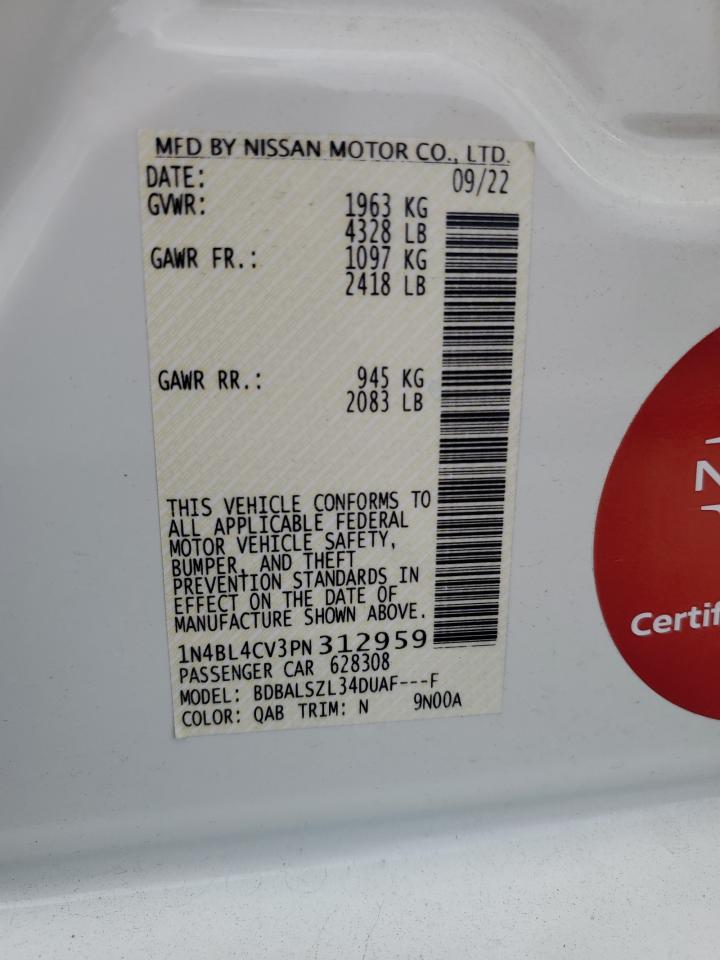 MFD BY NISSAN MOTOR CO., LTD.
DATE: 09/22
GVWR: 1963 KG
4328 LB
GAWR FR.: 1097 KG
2418 LB
GAWR RR.: 945 KG
2083 LB
THIS VEHICLE CONFORMS TO
ALL APPLICABLE FEDERAL
MOTOR VEHICLE SAFETY,
BUMPER, AND THEFT
PREVENTION STANDARDS IN
EFFECT ON THE DATE OF
MANUFACTURE SHOWN ABOVE.
1N4BL4CV3PN312959
PASSENGER CAR 628308
MODEL: BDBALSZL34DUAF---F
COLOR: QAB TRIM: N 9N00A
N
Certif